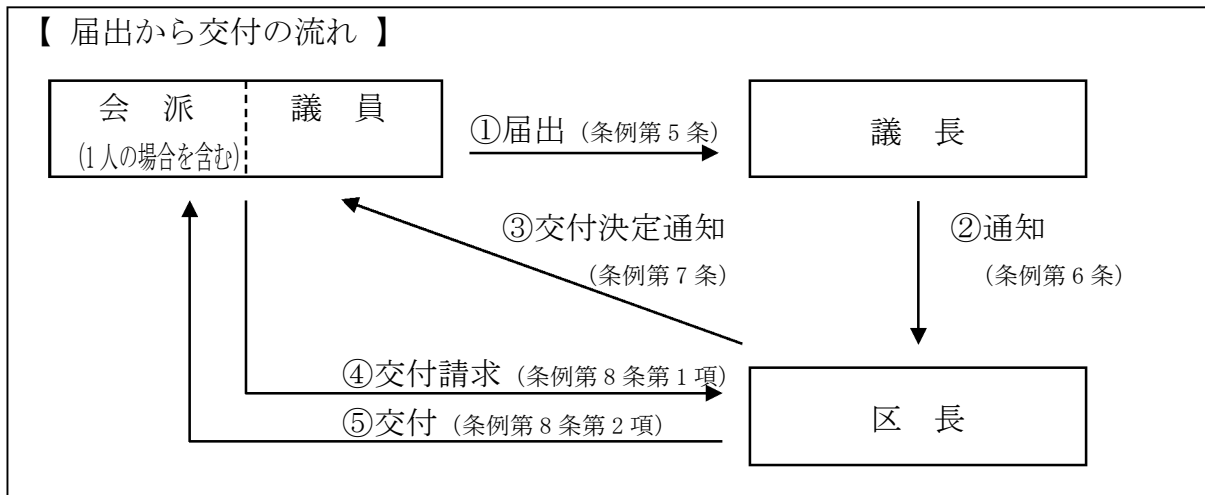 【 届出から交付の流れ 】
会 派
(1人の場合を含む)
議 員
①届出 (条例第5条)
議 長
③交付決定通知
(条例第7条)
②通知
(条例第6条)
④交付請求 (条例第8条第1項)
⑤交付 (条例第8条第2項)
区 長